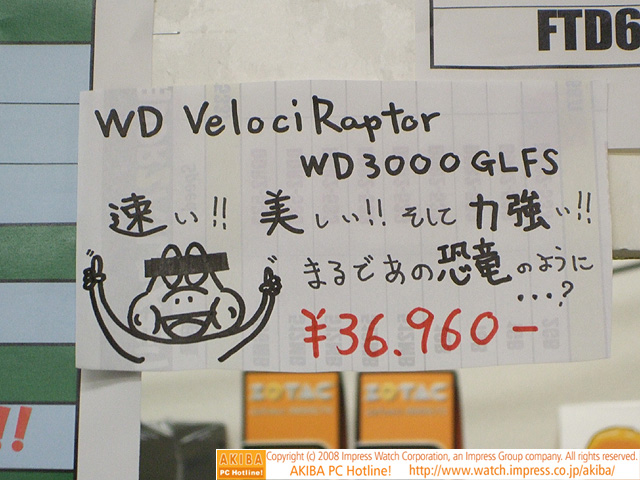 FTD6
WD VelociRaptor
WD3000GLFS
速い!! 美しい!! そして 力強い!!
まるであの恐竜のように
...?
¥36.960-
!!
ZOTAC ZOTAC
AKIBA
PC Hotline!
Copyright (c) 2008 Impress Watch Corporation, an Impress Group company. All rights reserved.
AKIBA PC Hotline! http://www.watch.impress.co.jp/akiba/